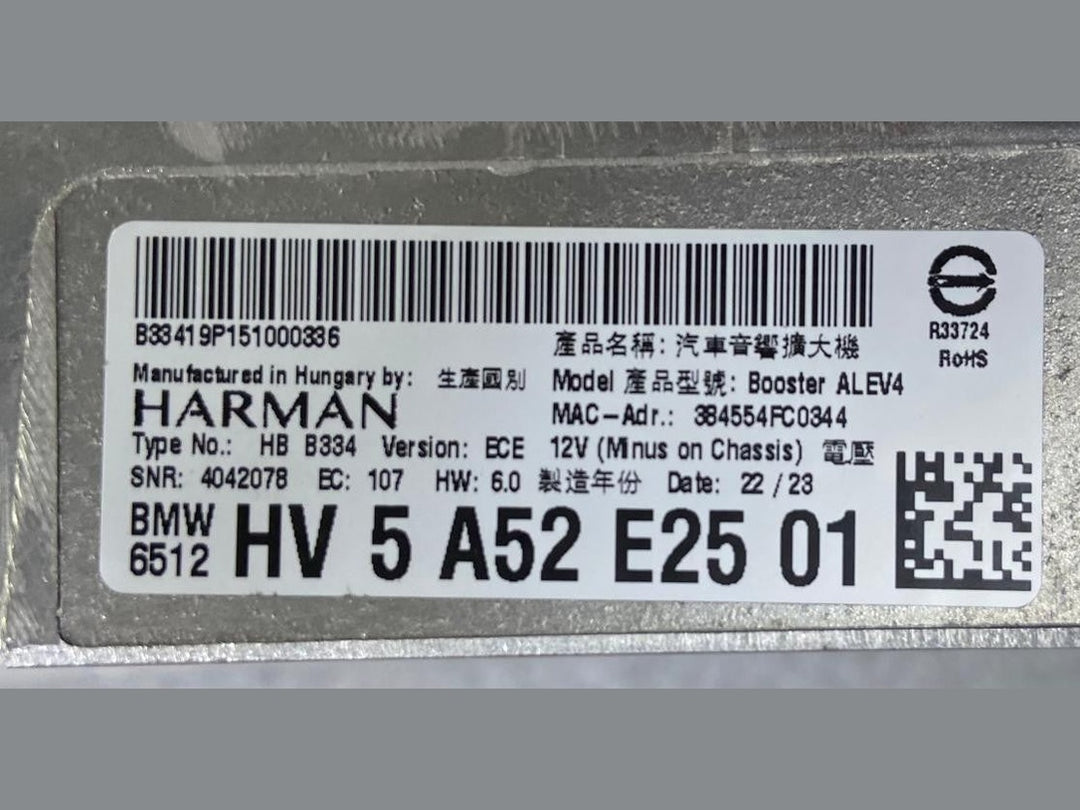 B33419P151000336
產品名稱: 汽車音響擴大機
R33724
RoHS
Manufactured in Hungary by: 生產國別
Model 產品型號: Booster ALEV4
HARMAN
MAC-Adr.: 384554FC0344
Type No.: HB B334 Version: ECE 12V (Minus on Chassis) 電壓
SNR: 4042078 EC: 107 HW: 6.0 製造年份 Date: 22 / 23
BMW
6512
HV 5 A52 E25 01